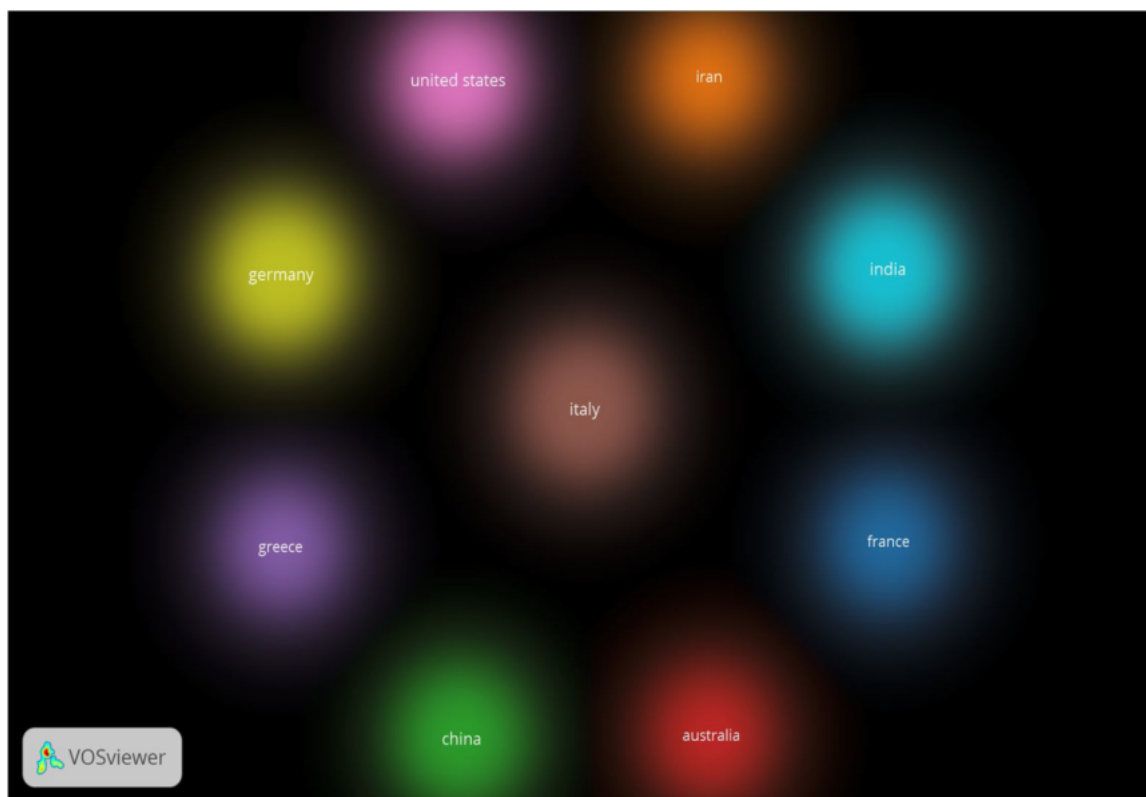 united states
iran
germany
india
italy
greece
france
china
australia
VOSviewer